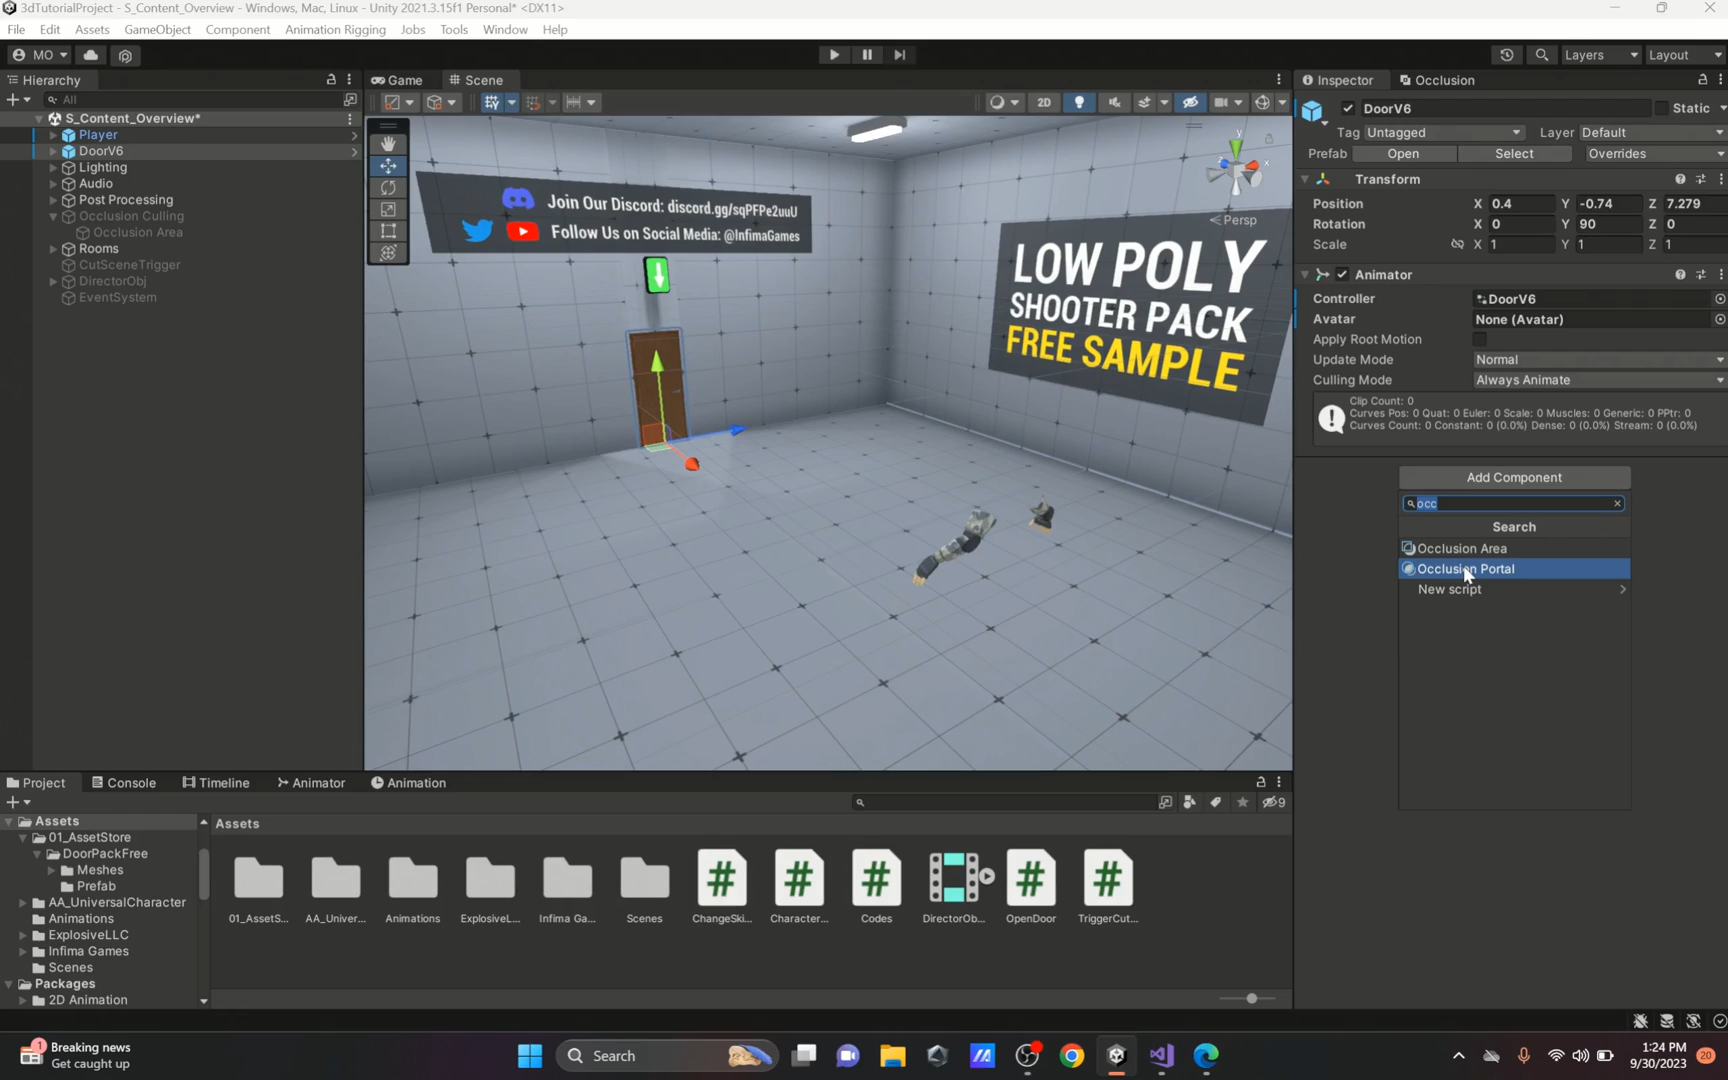 3dTutorialProject - S_Content_Overview - Windows, Mac, Linux - Unity 2021.3.15f1 Personal* <DX11>
File Edit Assets GameObject Component Animation Rigging Jobs Tools Window Help
MO Layers Layout
Hierarchy
All
S_Content_Overview*
Player
DoorV6
Lighting
Audio
Post Processing
Occlusion Culling
Occlusion Area
Rooms
CutSceneTrigger
DirectorObj
EventSystem
Game Scene
2D
y
x
z
Persp
Join Our Discord: discord.gg/sqPFPe2uuU
Follow Us on Social Media: @InfimaGames
LOW POLY
SHOOTER PACK
FREE SAMPLE
Inspector Occlusion
DoorV6 Static
Tag Untagged Layer Default
Prefab Open Select Overrides
Transform
Position X 0.4 Y -0.74 Z 7.279
Rotation X 0 Y 90 Z 0
Scale X 1 Y 1 Z 1
Animator
Controller DoorV6
Avatar None (Avatar)
Apply Root Motion
Update Mode Normal
Culling Mode Always Animate
Clip Count: 0
Curves Pos: 0 Quat: 0 Euler: 0 Scale: 0 Muscles: 0 Generic: 0 PPtr: 0
Curves Count: 0 Constant: 0 (0.0%) Dense: 0 (0.0%) Stream: 0 (0.0%)
Add Component
occ
Search
Occlusion Area
Occlusion Portal
New script
Project Console Timeline Animator Animation
9
Assets
01_AssetStore
DoorPackFree
Meshes
Prefab
AA_UniversalCharacter
Animations
ExplosiveLLC
Infima Games
Scenes
Packages
2D Animation
Assets
01_AssetS... AA_Univer... Animations ExplosiveL... Infima Ga... Scenes ChangeSki... Character... Codes DirectorOb... OpenDoor TriggerCut...
1
Breaking news
Get caught up
Search
1:24 PM
9/30/2023
20